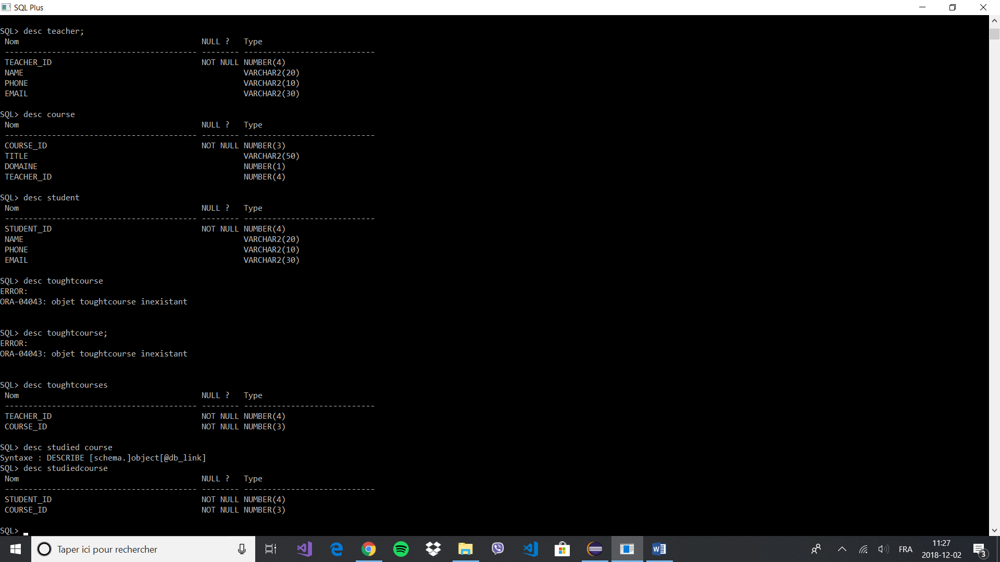 SQL Plus
SQL> desc teacher;
Nom NULL ? Type
----------------------------------------- -------- ----------------------------
TEACHER_ID NOT NULL NUMBER(4)
NAME VARCHAR2(20)
PHONE VARCHAR2(10)
EMAIL VARCHAR2(30)
SQL> desc course
Nom NULL ? Type
----------------------------------------- -------- ----------------------------
COURSE_ID NOT NULL NUMBER(3)
TITLE VARCHAR2(50)
DOMAINE NUMBER(1)
TEACHER_ID NUMBER(4)
SQL> desc student
Nom NULL ? Type
----------------------------------------- -------- ----------------------------
STUDENT_ID NOT NULL NUMBER(4)
NAME VARCHAR2(20)
PHONE VARCHAR2(10)
EMAIL VARCHAR2(30)
SQL> desc toughtcourse
ERROR:
ORA-04043: objet toughtcourse inexistant
SQL> desc toughtcourse;
ERROR:
ORA-04043: objet toughtcourse inexistant
SQL> desc toughtcourses
Nom NULL ? Type
----------------------------------------- -------- ----------------------------
TEACHER_ID NOT NULL NUMBER(4)
COURSE_ID NOT NULL NUMBER(3)
SQL> desc studied course
Syntaxe : DESCRIBE [schema.]object[@db_link]
SQL> desc studiedcourse
Nom NULL ? Type
----------------------------------------- -------- ----------------------------
STUDENT_ID NOT NULL NUMBER(4)
COURSE_ID NOT NULL NUMBER(3)
SQL>
Taper ici pour rechercher
FRA
11:27
2018-12-02
3